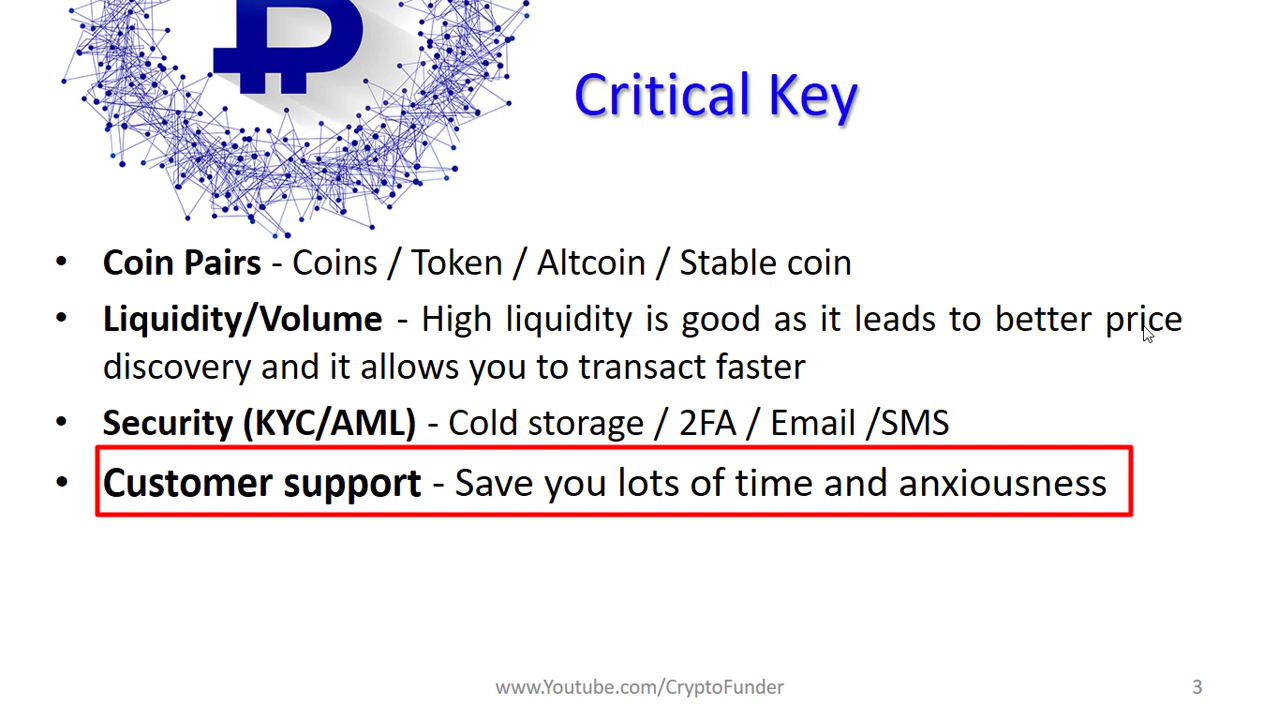 Critical Key
• Coin Pairs - Coins / Token / Altcoin / Stable coin
• Liquidity/Volume - High liquidity is good as it leads to better price
discovery and it allows you to transact faster
• Security (KYC/AML) - Cold storage / 2FA / Email /SMS
• Customer support - Save you lots of time and anxiousness
www.Youtube.com/CryptoFunder
3